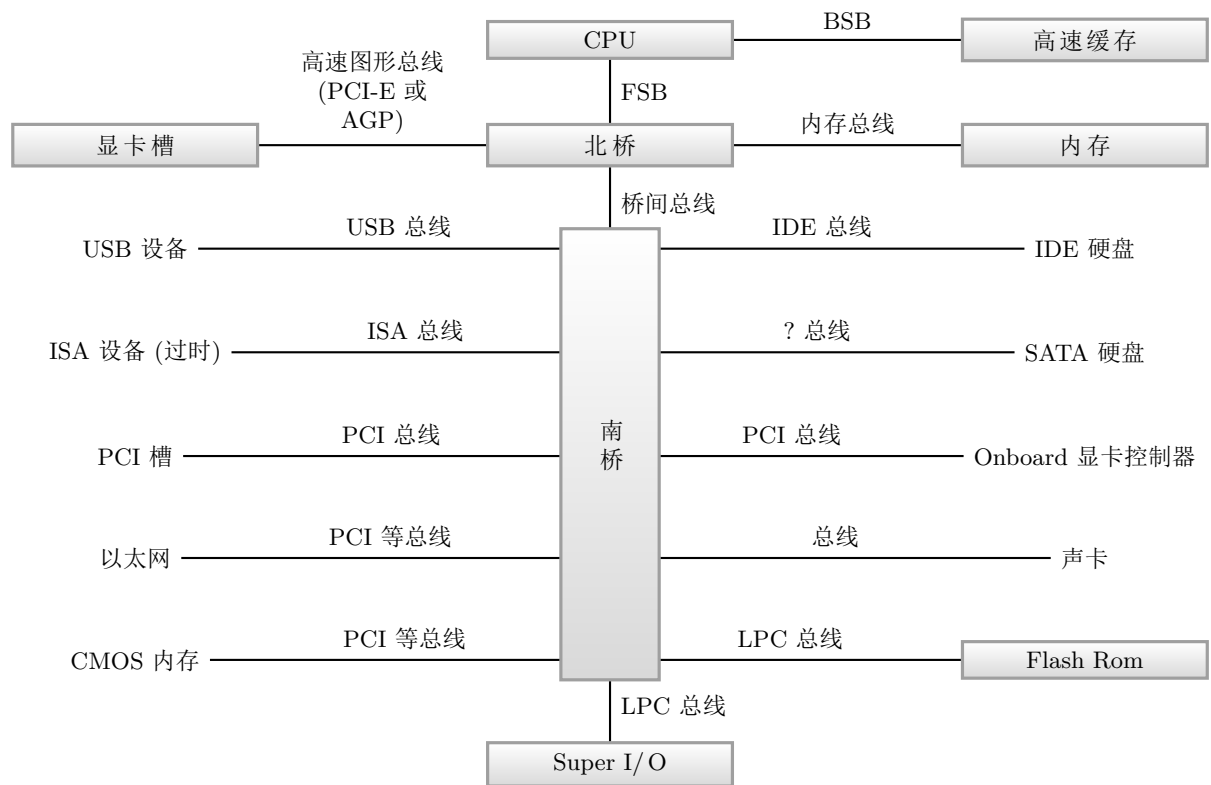 BSB
CPU
高速缓存
高速图形总线
(PCI-E 或
AGP)
FSB
内存总线
显卡槽
北桥
内存
桥间总线
USB 总线
IDE 总线
USB 设备
IDE 硬盘
ISA 总线
? 总线
ISA 设备 (过时)
SATA 硬盘
南
桥
PCI 总线
PCI 总线
PCI 槽
Onboard 显卡控制器
PCI 等总线
总线
以太网
声卡
PCI 等总线
LPC 总线
CMOS 内存
Flash Rom
LPC 总线
Super I/O